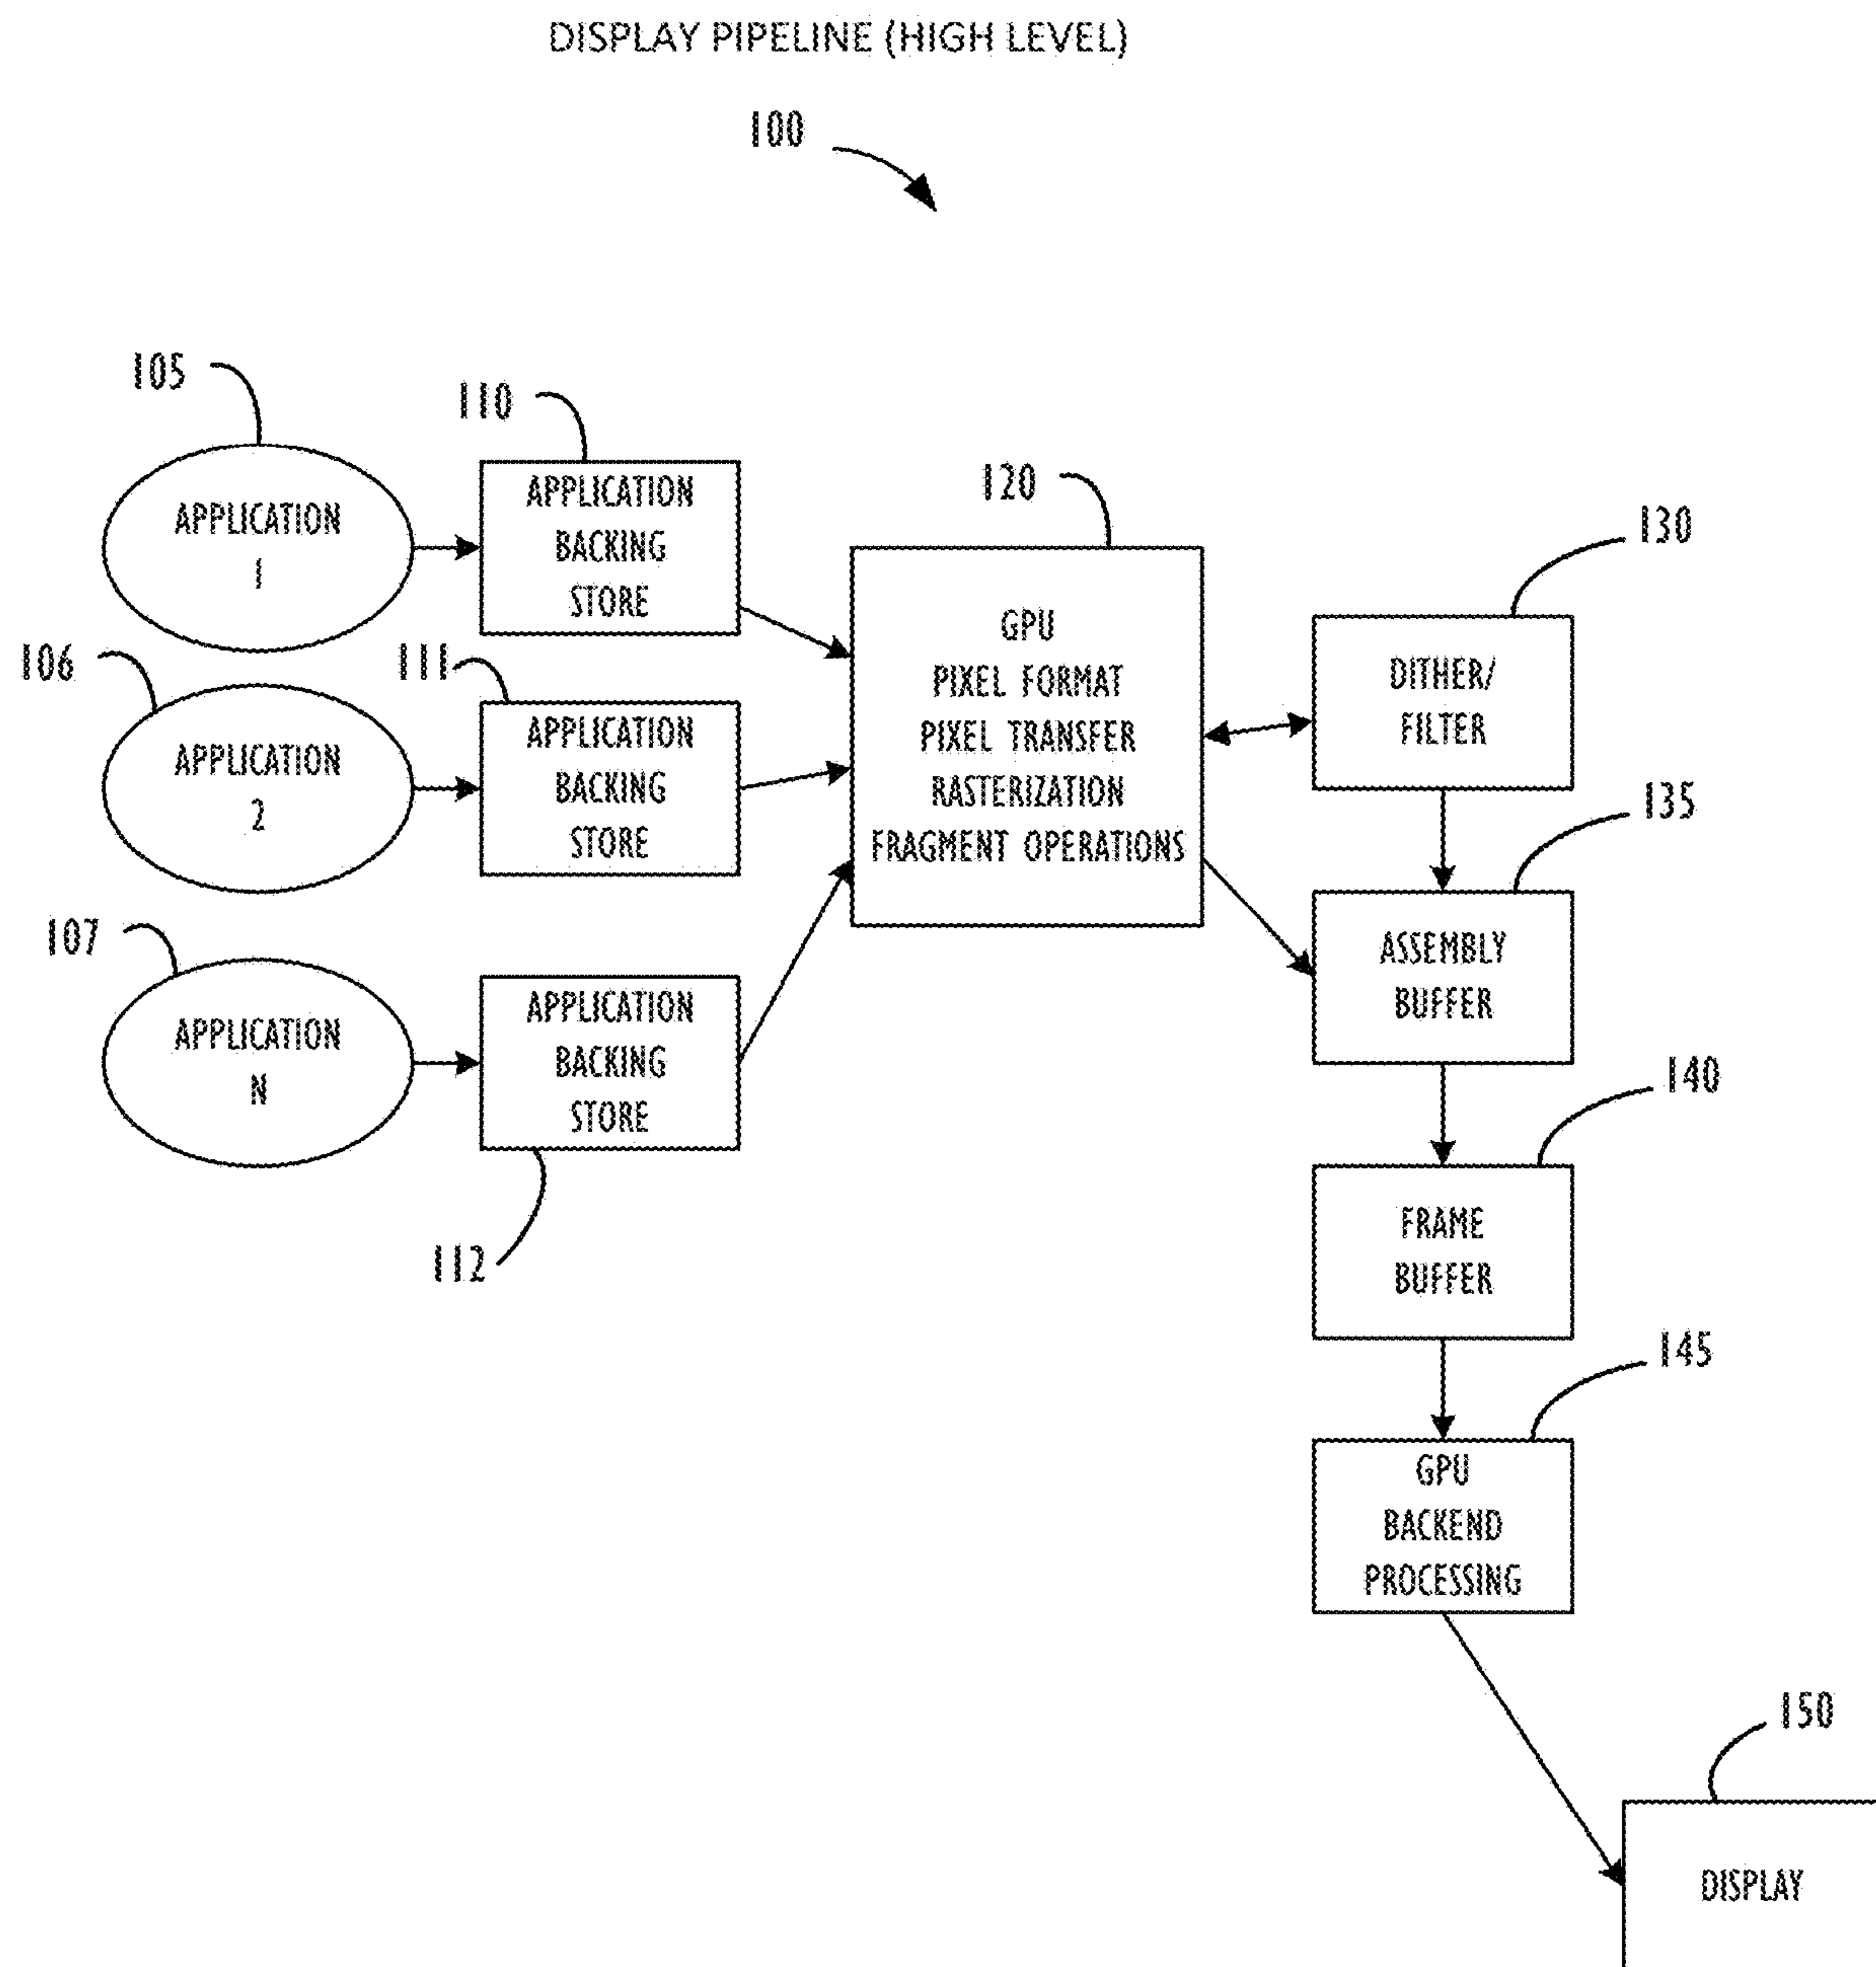 DISPLAY PIPELINE (HIGH LEVEL)
100
105
APPLICATION
1
110
APPLICATION
BACKING
STORE
106
APPLICATION
2
111
APPLICATION
BACKING
STORE
107
APPLICATION
N
APPLICATION
BACKING
STORE
112
120
GPU
PIXEL FORMAT
PIXEL TRANSFER
RASTERIZATION
FRAGMENT OPERATIONS
130
DITHER/
FILTER
135
ASSEMBLY
BUFFER
140
FRAME
BUFFER
145
GPU
BACKEND
PROCESSING
150
DISPLAY